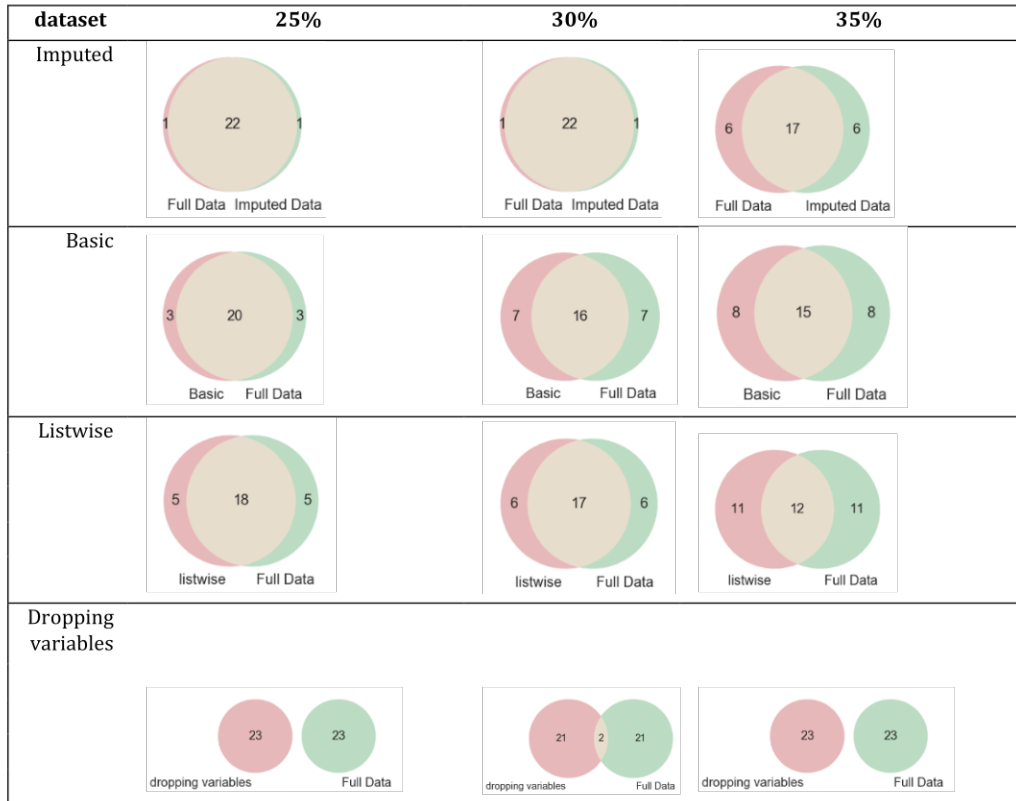 dataset 25% 30% 35%
Imputed
1 22 1
Full Data Imputed Data
1 22 1
Full Data Imputed Data
6 17 6
Full Data Imputed Data
Basic
3 20 3
Basic Full Data
7 16 7
Basic Full Data
8 15 8
Basic Full Data
Listwise
5 18 5
listwise Full Data
6 17 6
listwise Full Data
11 12 11
listwise Full Data
Dropping
variables
23 23
dropping variables Full Data
21 2 21
dropping variables Full Data
23 23
dropping variables Full Data